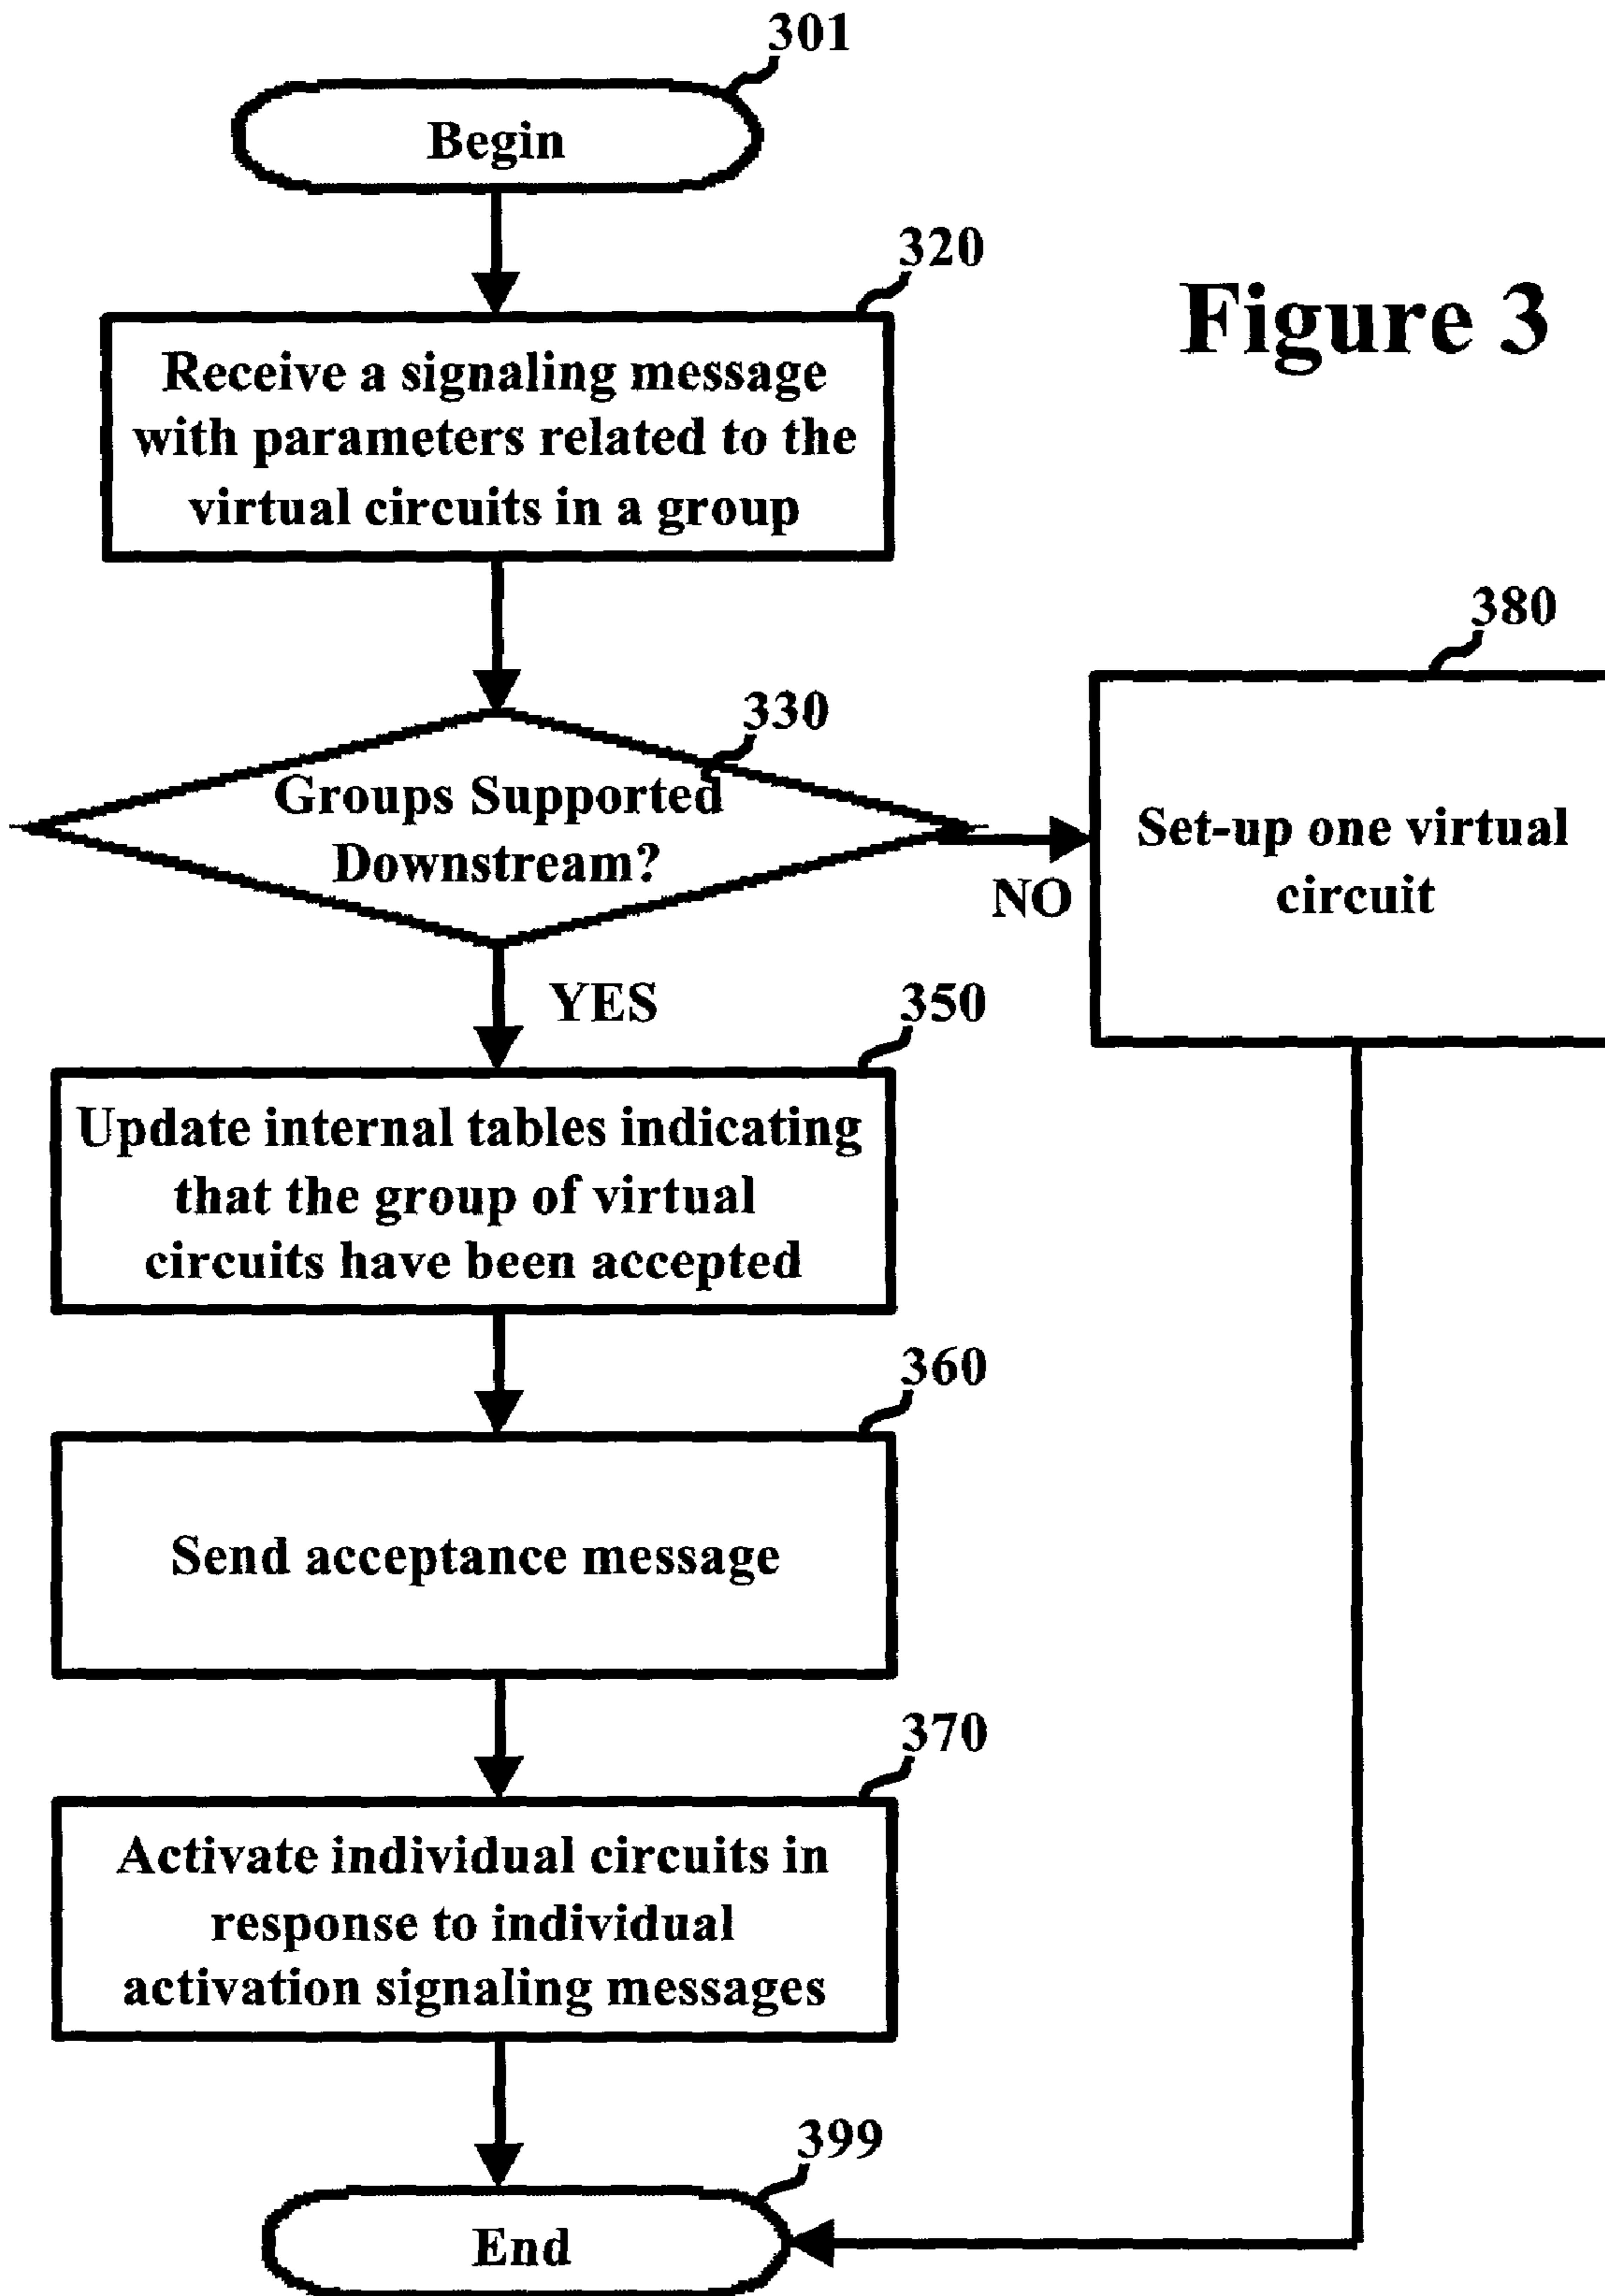 301
Begin
320
Figure 3
Receive a signaling message
with parameters related to the
virtual circuits in a group
380
330
Groups Supported
Downstream?
NO
Set-up one virtual
circuit
YES
350
Update internal tables indicating
that the group of virtual
circuits have been accepted
360
Send acceptance message
370
Activate individual circuits in
response to individual
activation signaling messages
399
End